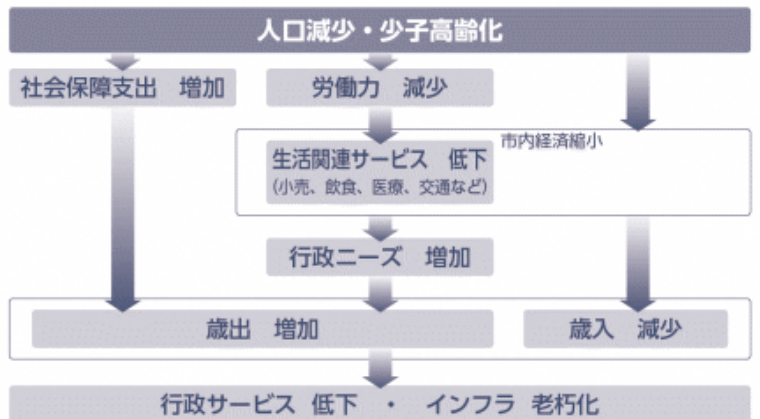 人口減少・少子高齢化
社会保障支出 増加
労働力 減少
市内経済縮小
生活関連サービス 低下
(小売、飲食、医療、交通など)
行政ニーズ 増加
歳出 増加
歳入 減少
行政サービス 低下 ・ インフラ 老朽化